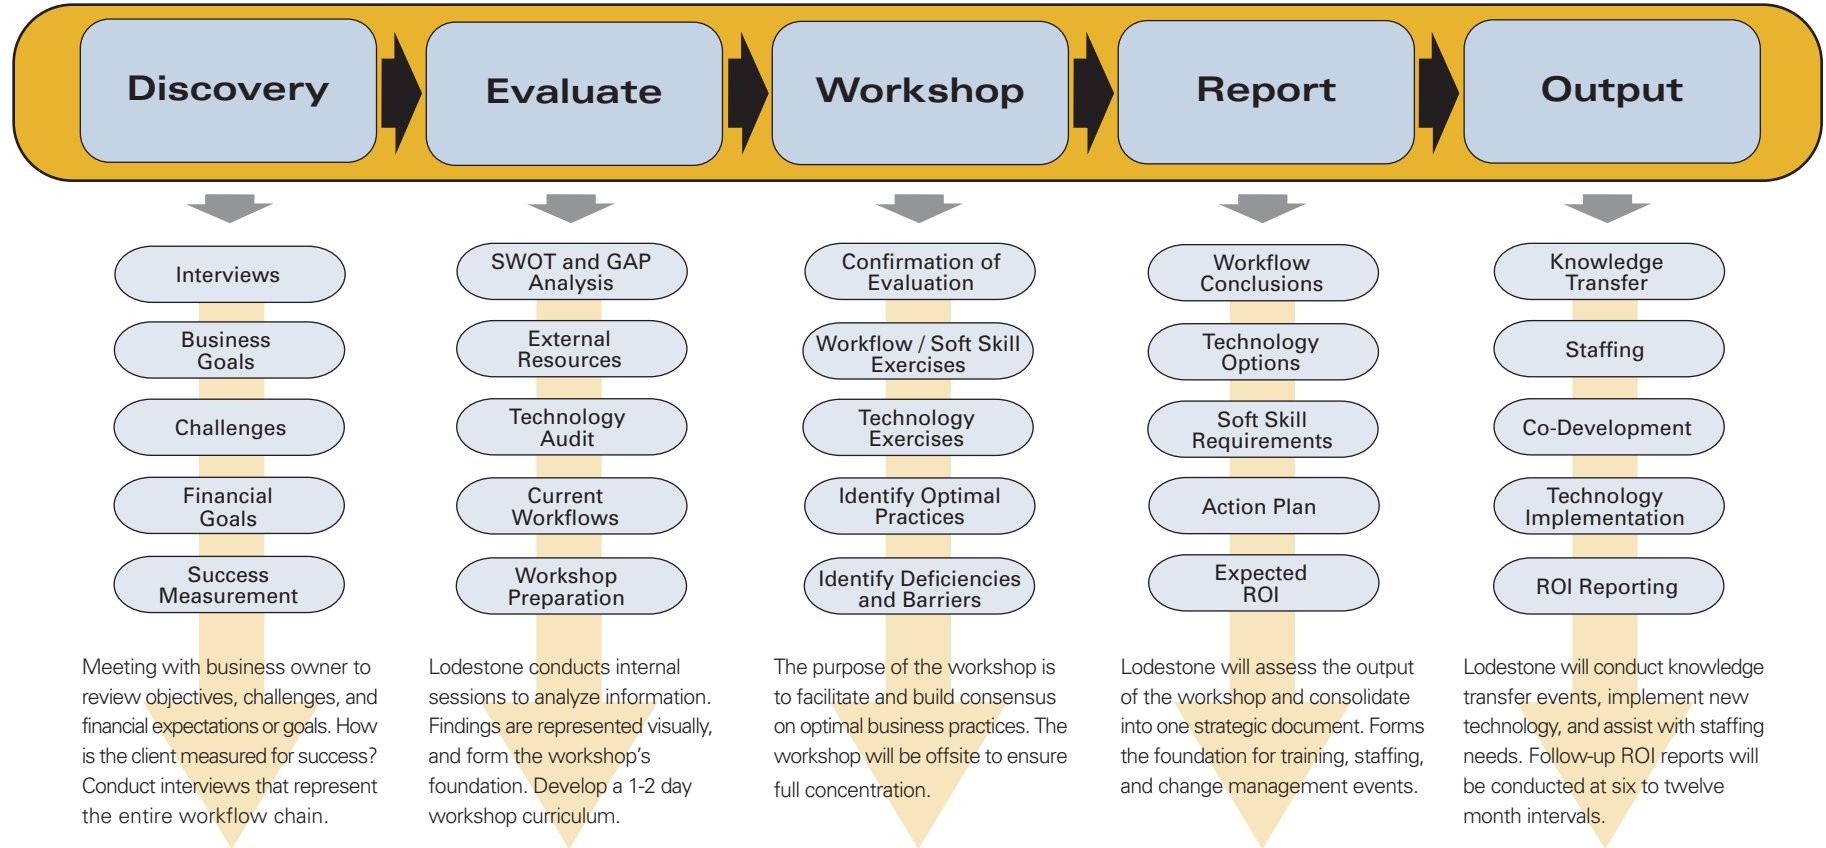 Discovery
Evaluate
Workshop
Report
Output
Interviews
Business
Goals
Challenges
Financial
Goals
Success
Measurement
Meeting with business owner to
review objectives, challenges, and
financial expectations or goals. How
is the client measured for success?
Conduct interviews that represent
the entire workflow chain.
SWOT and GAP
Analysis
External
Resources
Technology
Audit
Current
Workflows
Workshop
Preparation
Lodestone conducts internal
sessions to analyze information.
Findings are represented visually,
and form the workshop's
foundation. Develop a 1-2 day
workshop curriculum.
Confirmation of
Evaluation
Workflow / Soft Skill
Exercises
Technology
Exercises
Identify Optimal
Practices
Identify Deficiencies
and Barriers
The purpose of the workshop is
to facilitate and build consensus
on optimal business practices. The
workshop will be offsite to ensure
full concentration.
Workflow
Conclusions
Technology
Options
Soft Skill
Requirements
Action Plan
Expected
ROI
Lodestone will assess the output
of the workshop and consolidate
into one strategic document. Forms
the foundation for training, staffing,
and change management events.
Knowledge
Transfer
Staffing
Co-Development
Technology
Implementation
ROI Reporting
Lodestone will conduct knowledge
transfer events, implement new
technology, and assist with staffing
needs. Follow-up ROI reports will
be conducted at six to twelve
month intervals.